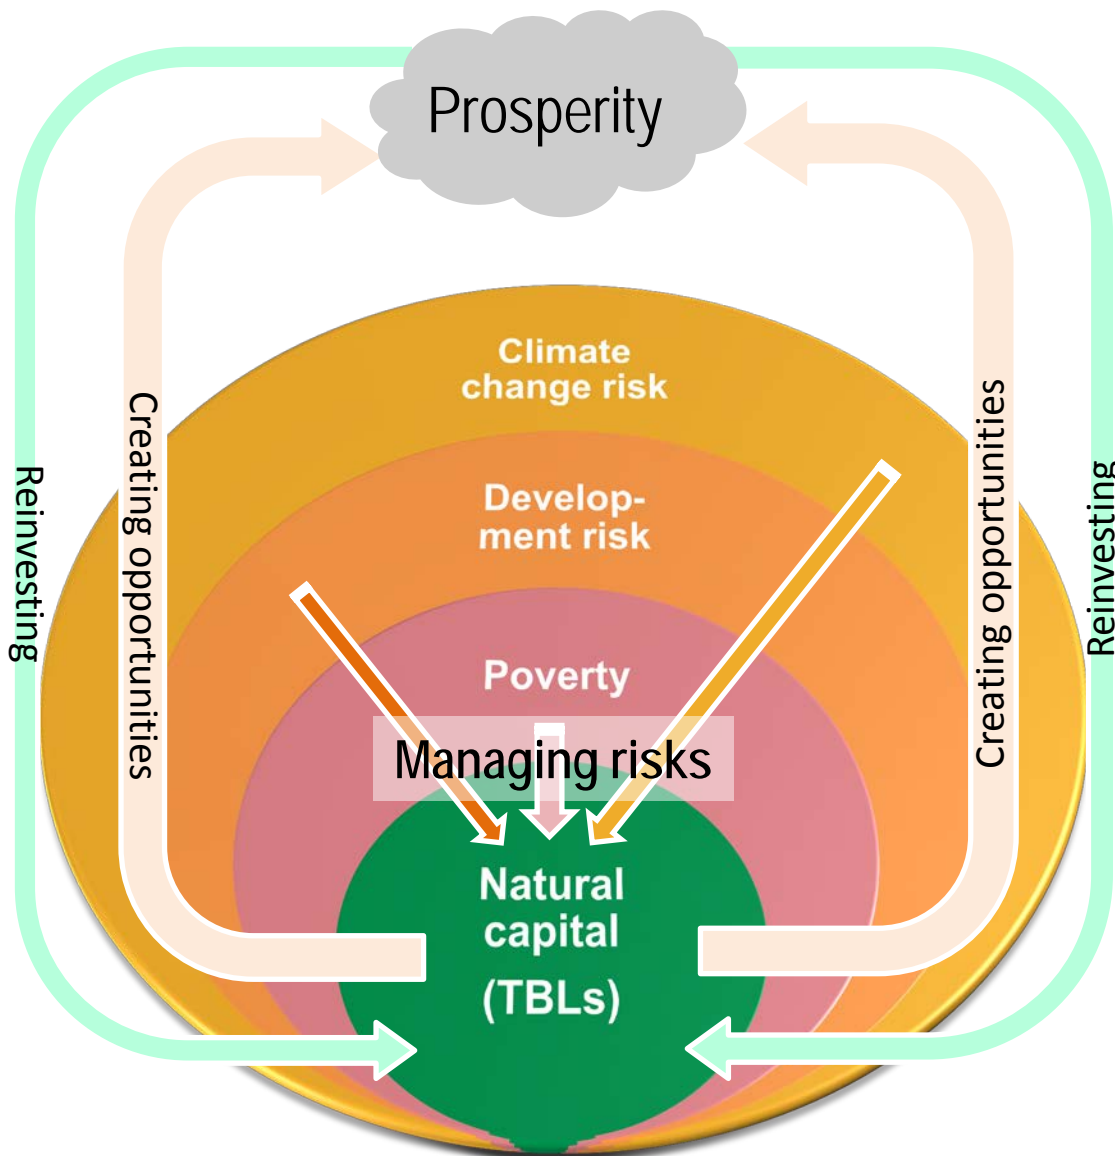 Prosperity
Climate
change risk
Develop-
ment risk
Poverty
Managing risks
Natural
capital
(TBLs)
Creating opportunities
Creating opportunities
Reinvesting
Reinvesting